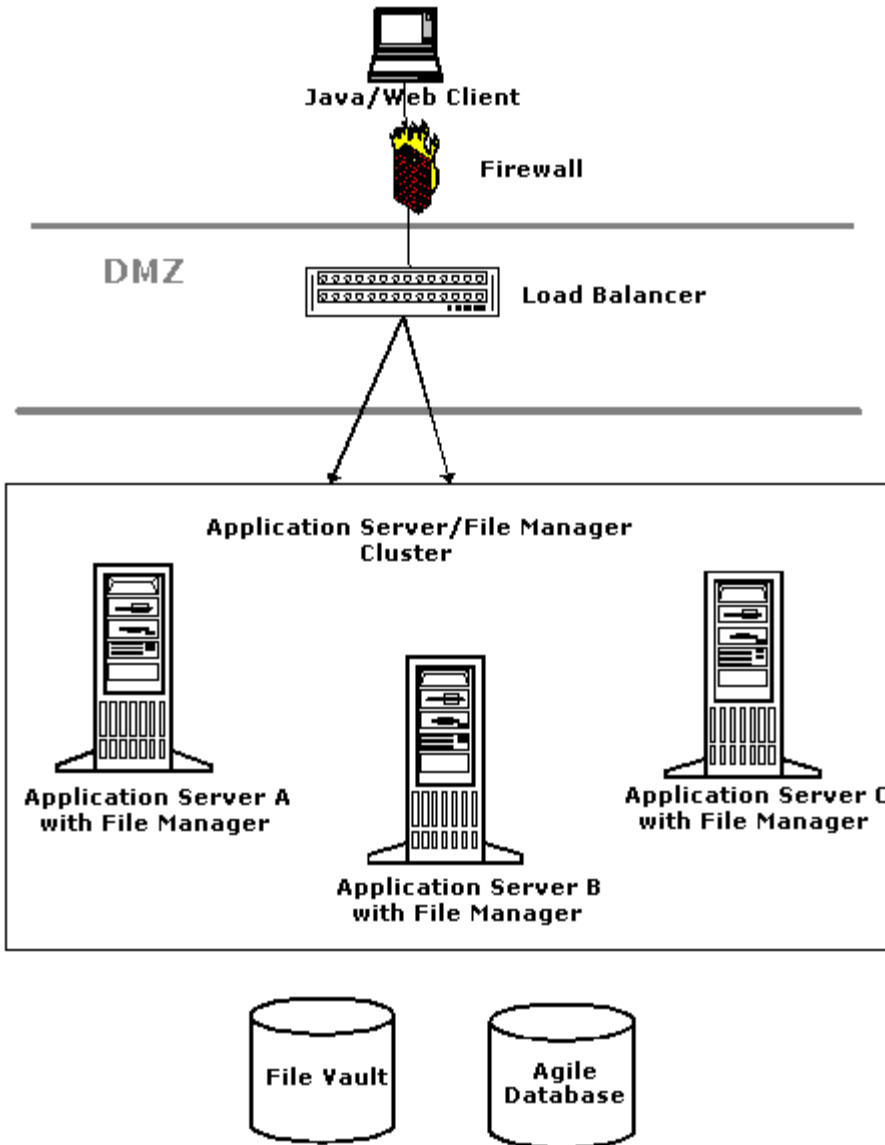 Java/Web Client
Firewall
DMZ
Load Balancer
Application Server/File Manager
Cluster
Application Server A
with File Manager
Application Server B
with File Manager
Application Server C
with File Manager
File Vault
Agile
Database